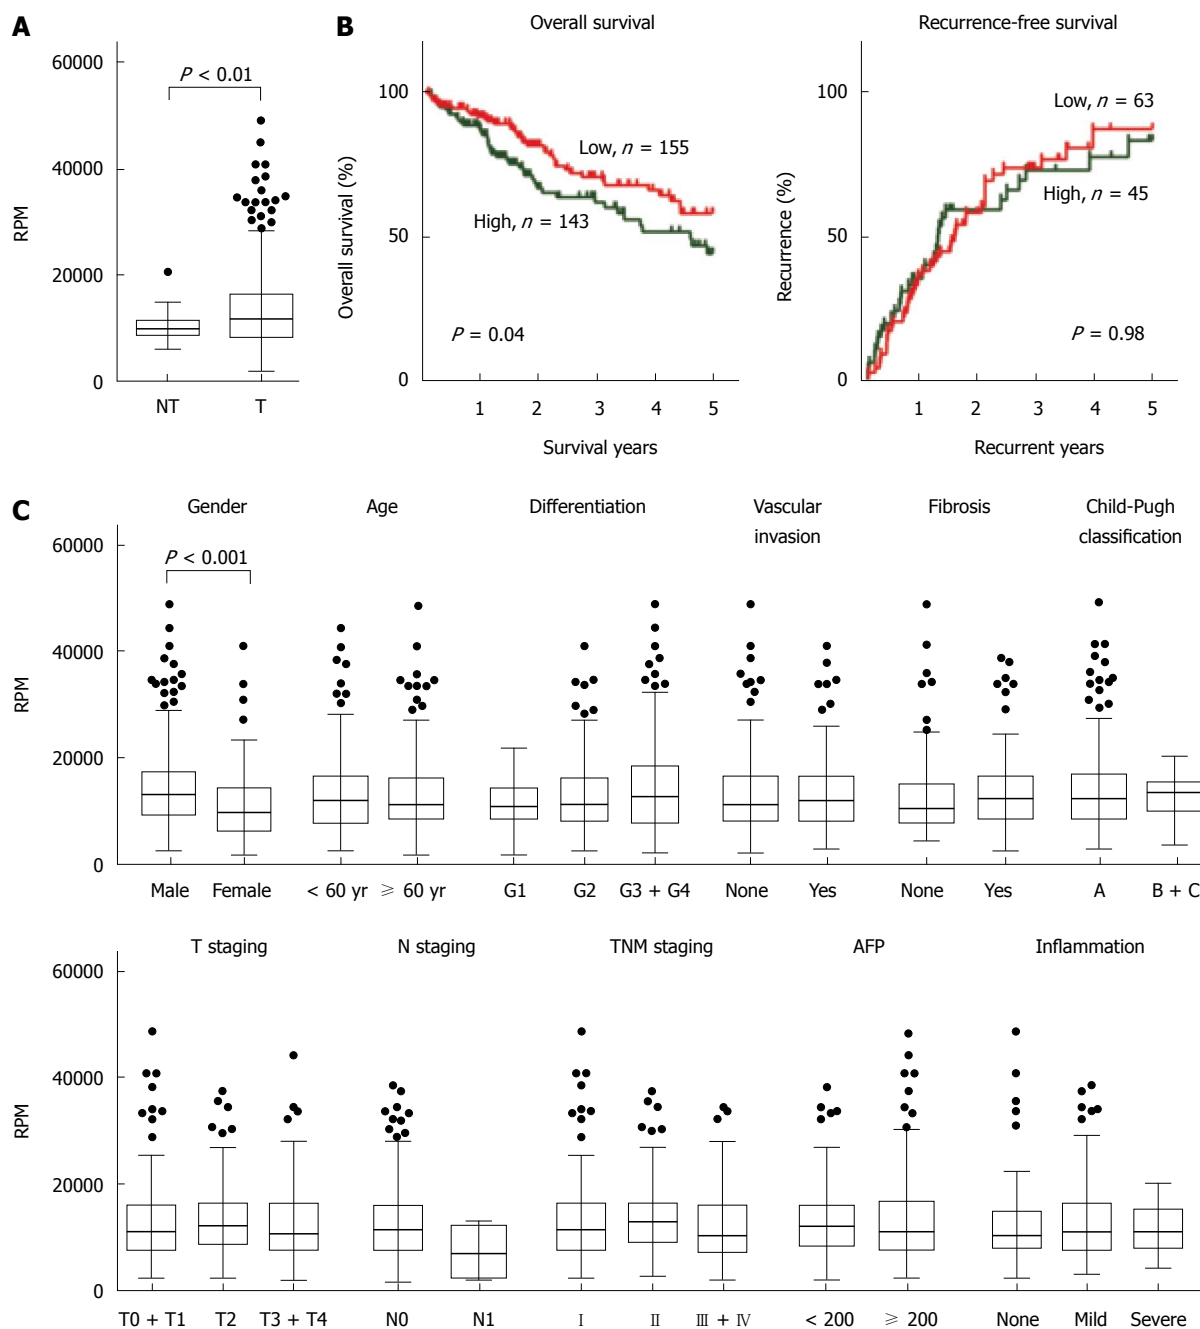 A
60000
40000
20000
0
RPM
P < 0.01
NT T
B
Overall survival
100
50
0
Overall survival (%)
Low, n = 155
High, n = 143
P = 0.04
1 2 3 4 5
Survival years
Recurrence-free survival
100
50
0
Recurrence (%)
Low, n = 63
High, n = 45
P = 0.98
1 2 3 4 5
Recurrent years
C
Gender Age Differentiation Vascular invasion Fibrosis Child-Pugh classification
P < 0.001
60000
40000
20000
0
RPM
Male Female < 60 yr ⩾ 60 yr G1 G2 G3 + G4 None Yes None Yes A B + C
T staging N staging TNM staging AFP Inflammation
60000
40000
20000
0
RPM
T0 + T1 T2 T3 + T4 N0 N1 Ⅰ Ⅱ Ⅲ + Ⅳ < 200 ⩾ 200 None Mild Severe